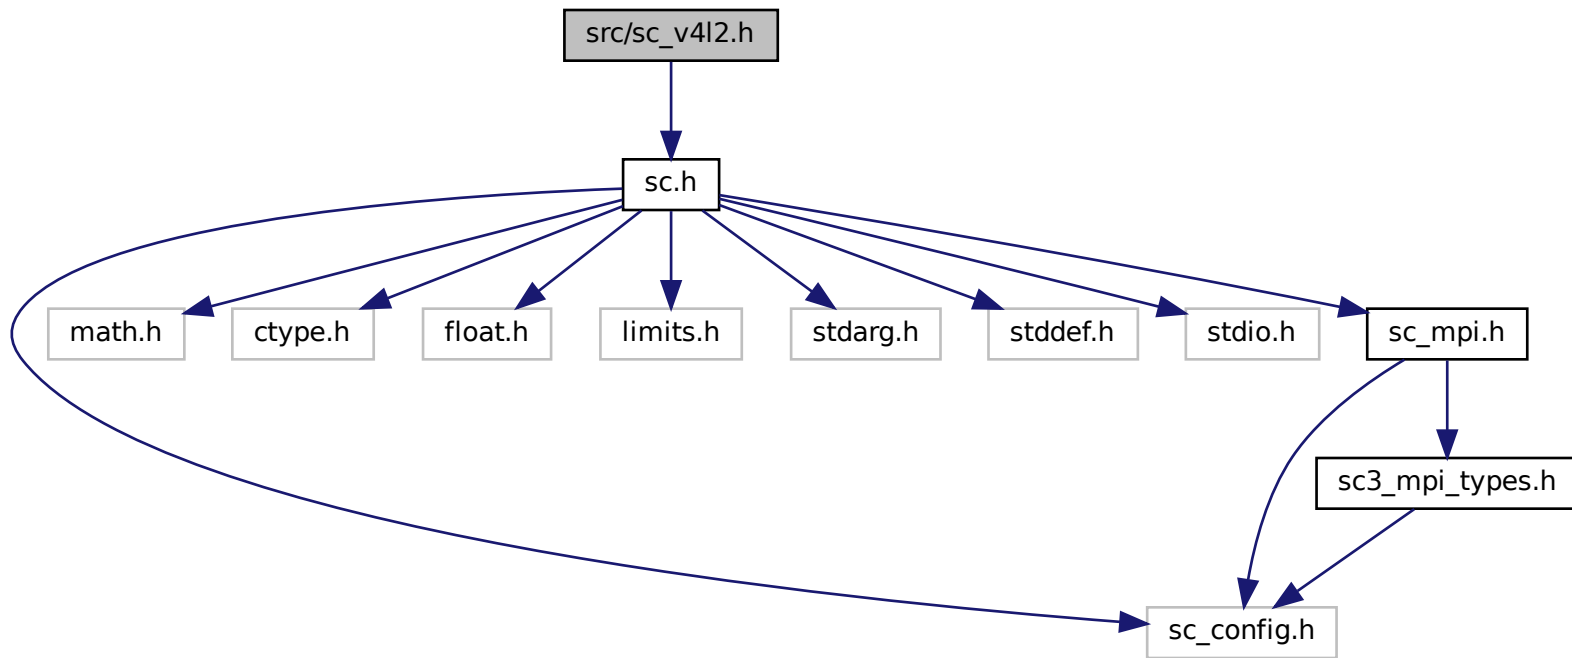 src/sc_v4l2.h
sc.h
math.h
ctype.h
float.h
limits.h
stdarg.h
stddef.h
stdio.h
sc_mpi.h
sc3_mpi_types.h
sc_config.h